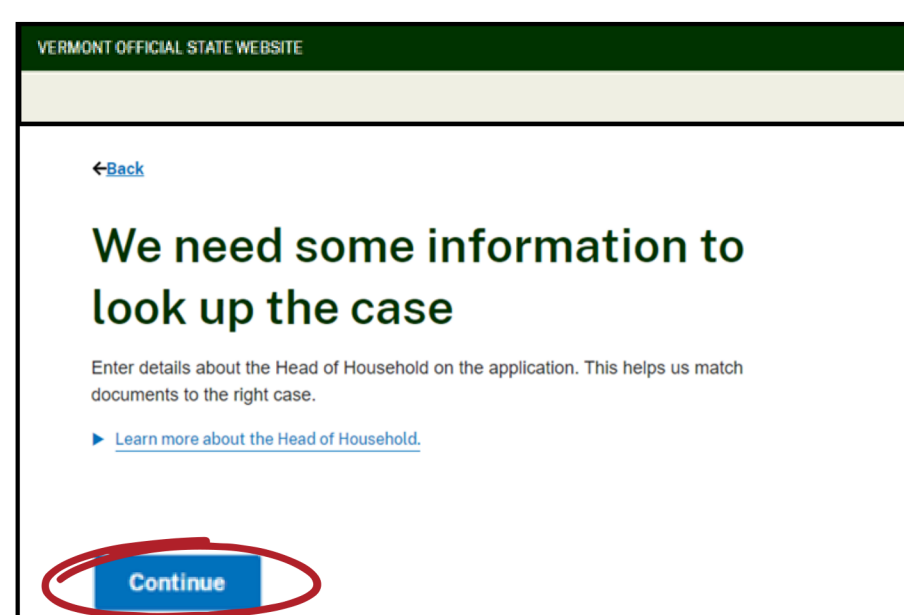 VERMONT OFFICIAL STATE WEBSITE
←Back
We need some information to
look up the case
Enter details about the Head of Household on the application. This helps us match
documents to the right case.
▶ Learn more about the Head of Household.
Continue